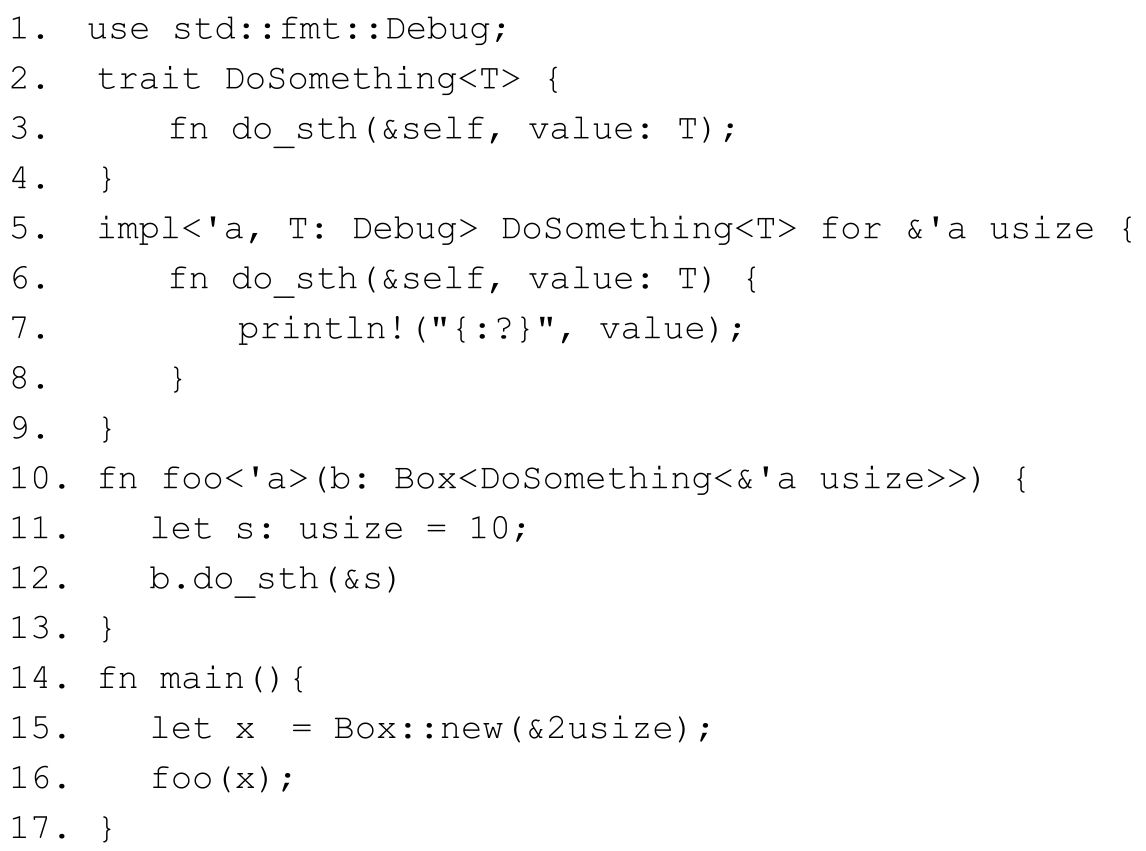 1. use std::fmt::Debug;
2. trait DoSomething<T> {
3. fn do_sth(&self, value: T);
4. }
5. impl<'a, T: Debug> DoSomething<T> for &'a usize {
6. fn do_sth(&self, value: T) {
7. println!("{:?}", value);
8. }
9. }
10. fn foo<'a>(b: Box<DoSomething<&'a usize>>) {
11. let s: usize = 10;
12. b.do_sth(&s)
13. }
14. fn main(){
15. let x = Box::new(&2usize);
16. foo(x);
17. }